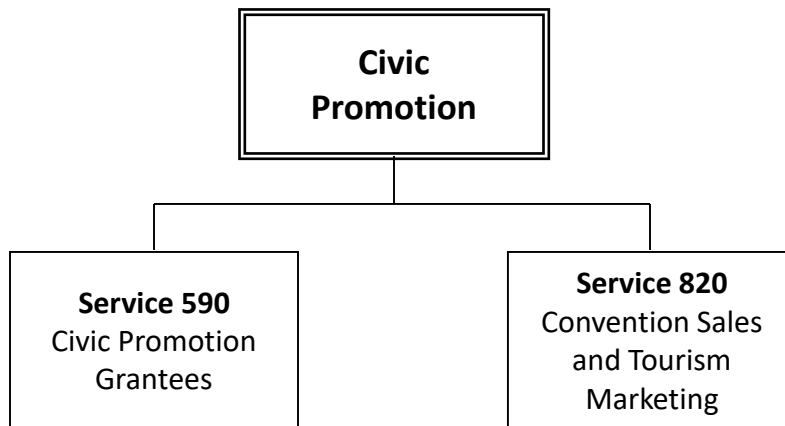 Civic
Promotion
Service 590
Civic Promotion
Grantees
Service 820
Convention Sales
and Tourism
Marketing